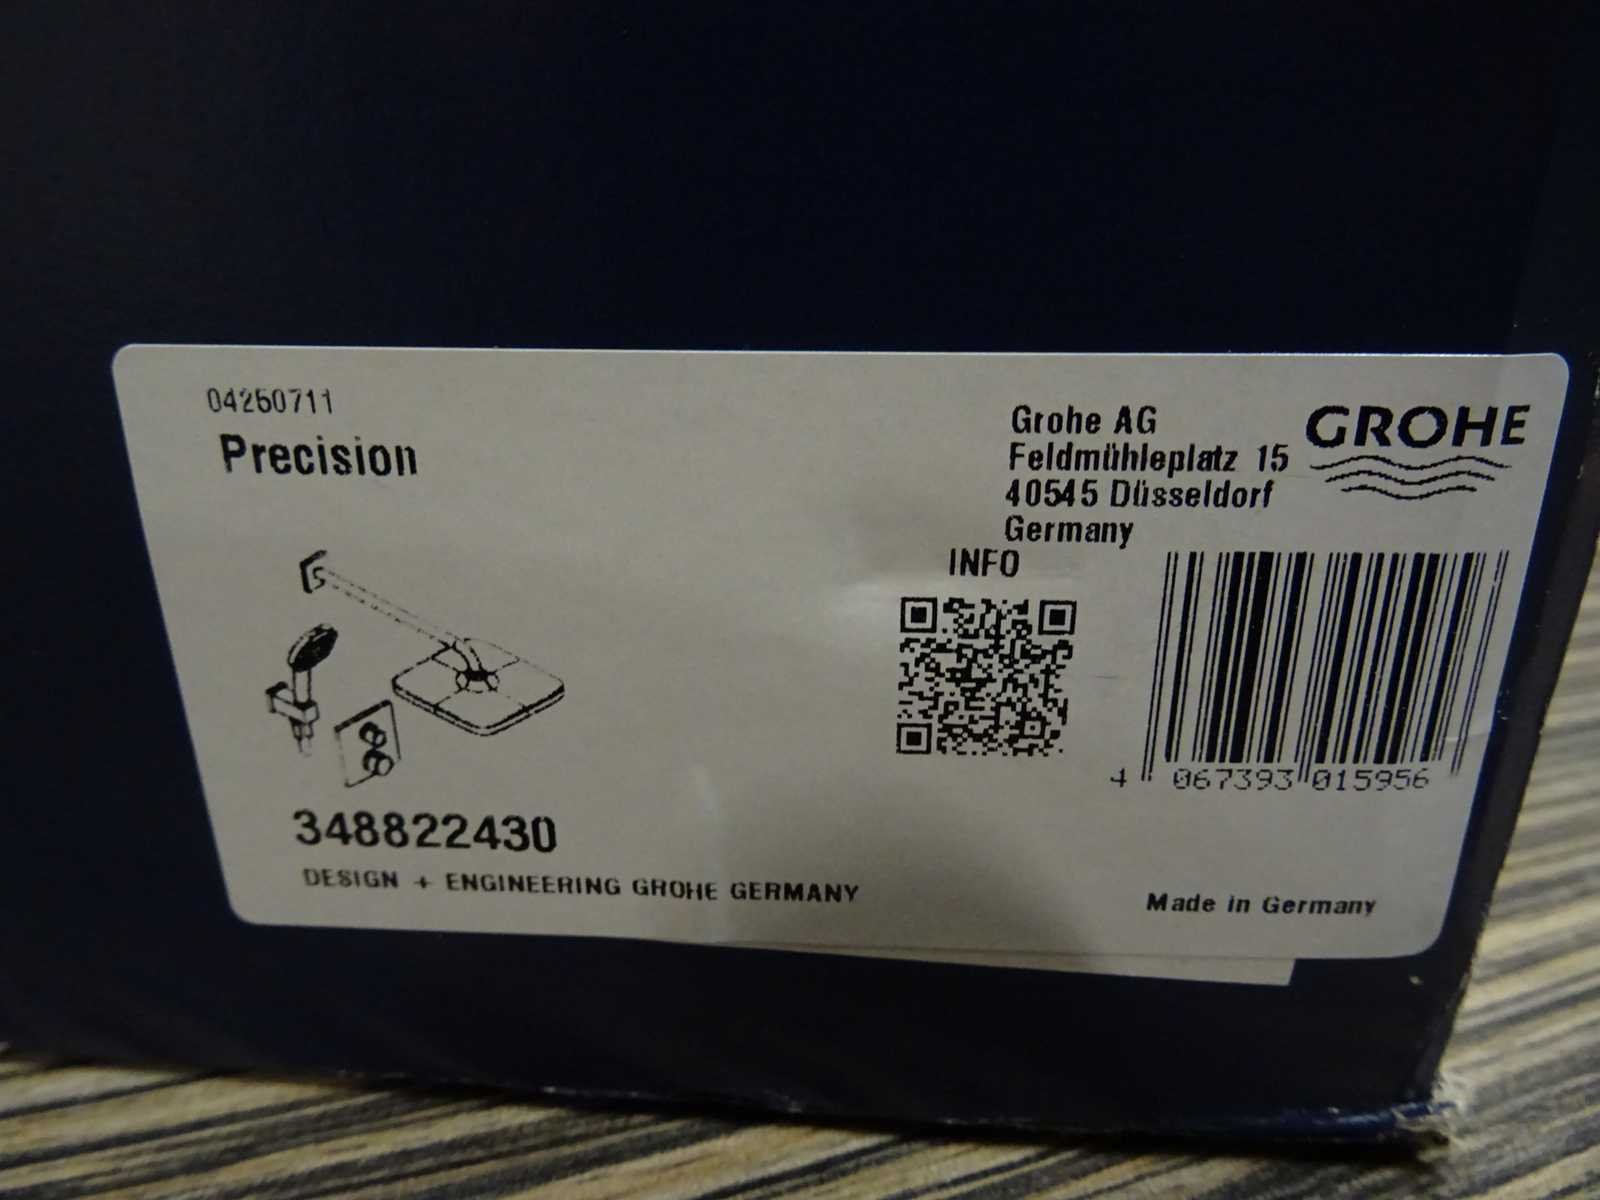 04250711
Precision
Grohe AG
Feldmühleplatz 15
40545 Düsseldorf
Germany
GROHE
INFO
4 067393 015956
348822430
DESIGN + ENGINEERING GROHE GERMANY
Made in Germany